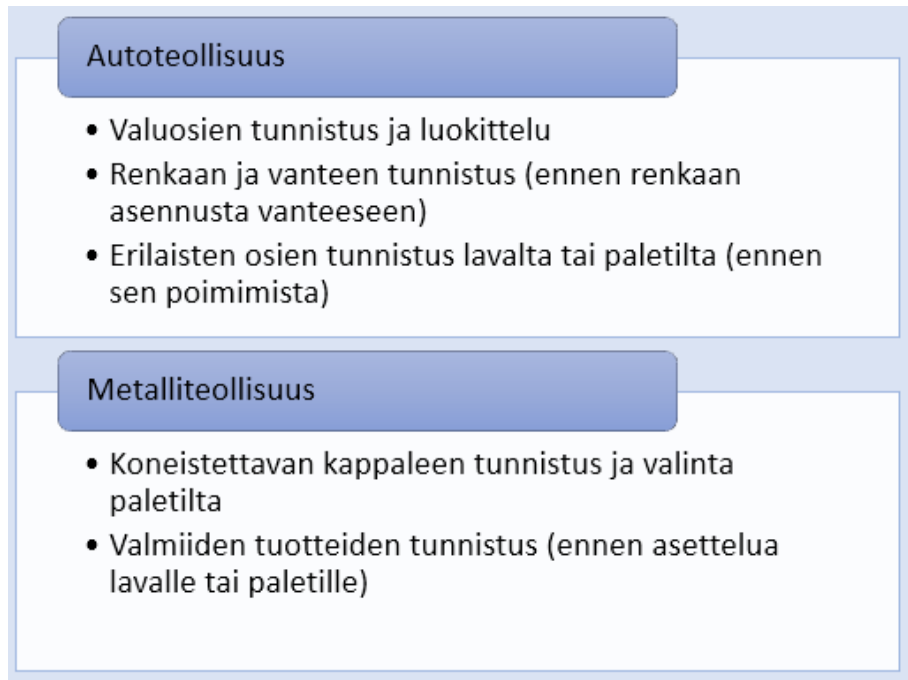 Autoteollisuus
• Valuosien tunnistus ja luokittelu
• Renkaan ja vanteen tunnistus (ennen renkaan
asennusta vanteeseen)
• Erilaisten osien tunnistus lavalta tai paletilta (ennen
sen poimimista)
Metalliteollisuus
• Koneistettavan kappaleen tunnistus ja valinta
paletilta
• Valmiiden tuotteiden tunnistus (ennen asettelua
lavalle tai paletille)